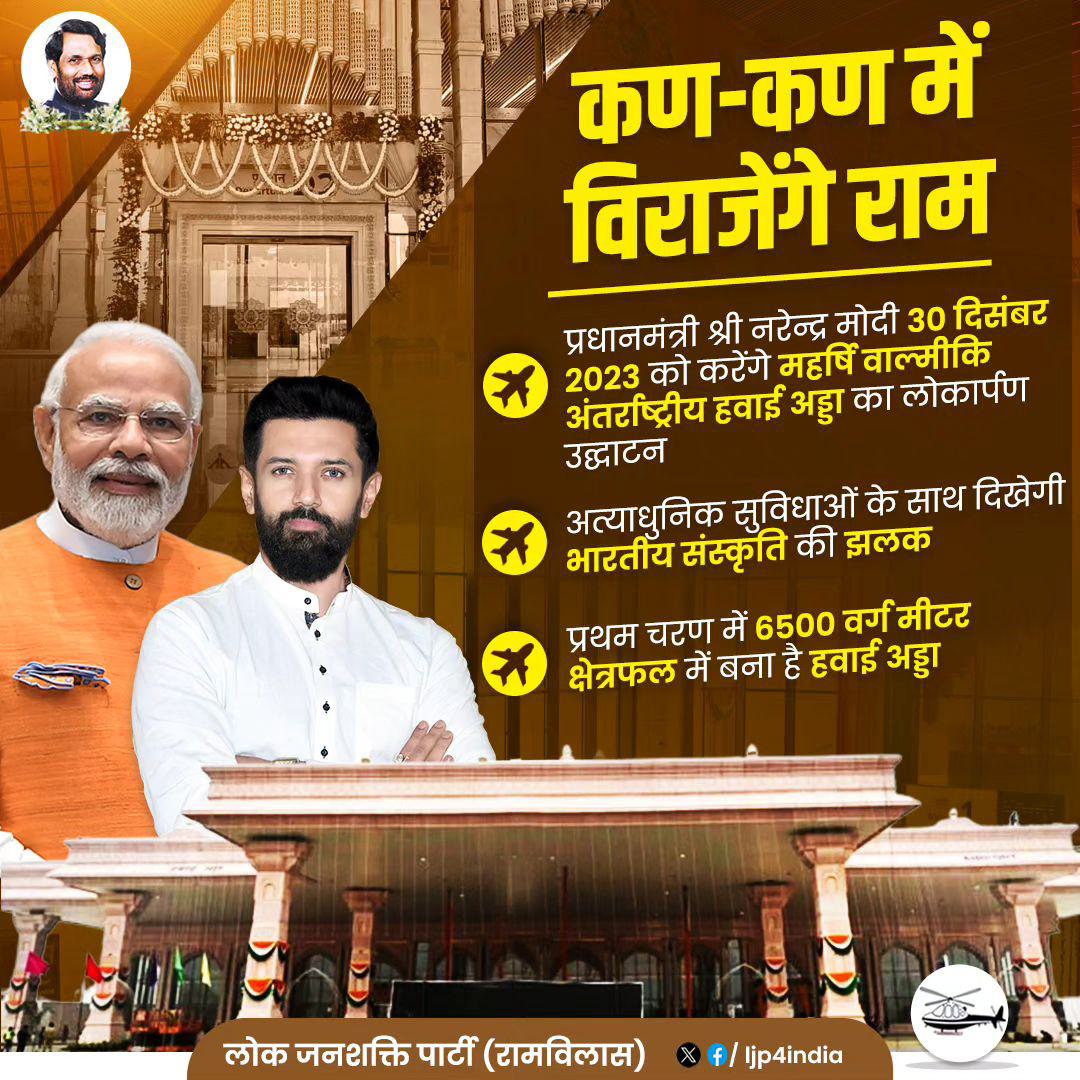 कण-कण में
विराजेंगे राम
प्रधानमंत्री श्री नरेन्द्र मोदी 30 दिसंबर
2023 को करेंगे महर्षि वाल्मीकि
अंतर्राष्ट्रीय हवाई अड्डा का लोकार्पण
उद्घाटन
अत्याधुनिक सुविधाओं के साथ दिखेगी
भारतीय संस्कृति की झलक
प्रथम चरण में 6500 वर्ग मीटर
क्षेत्रफल में बना है हवाई अड्डा
प्रस्थान
लोक जनशक्ति पार्टी (रामविलास) X f / ljp4india